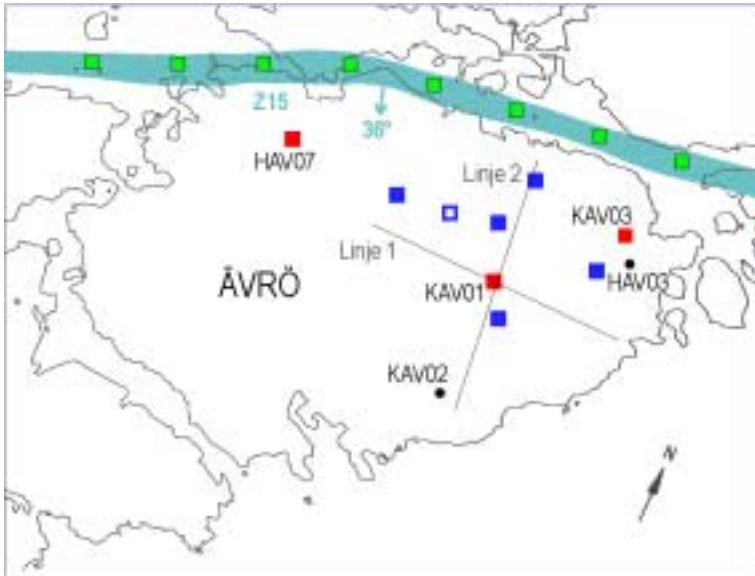 Z15
36°
HAV07
Linje 2
KAV03
Linje 1
HAV03
ÄVRÖ
KAV01
KAV02
N